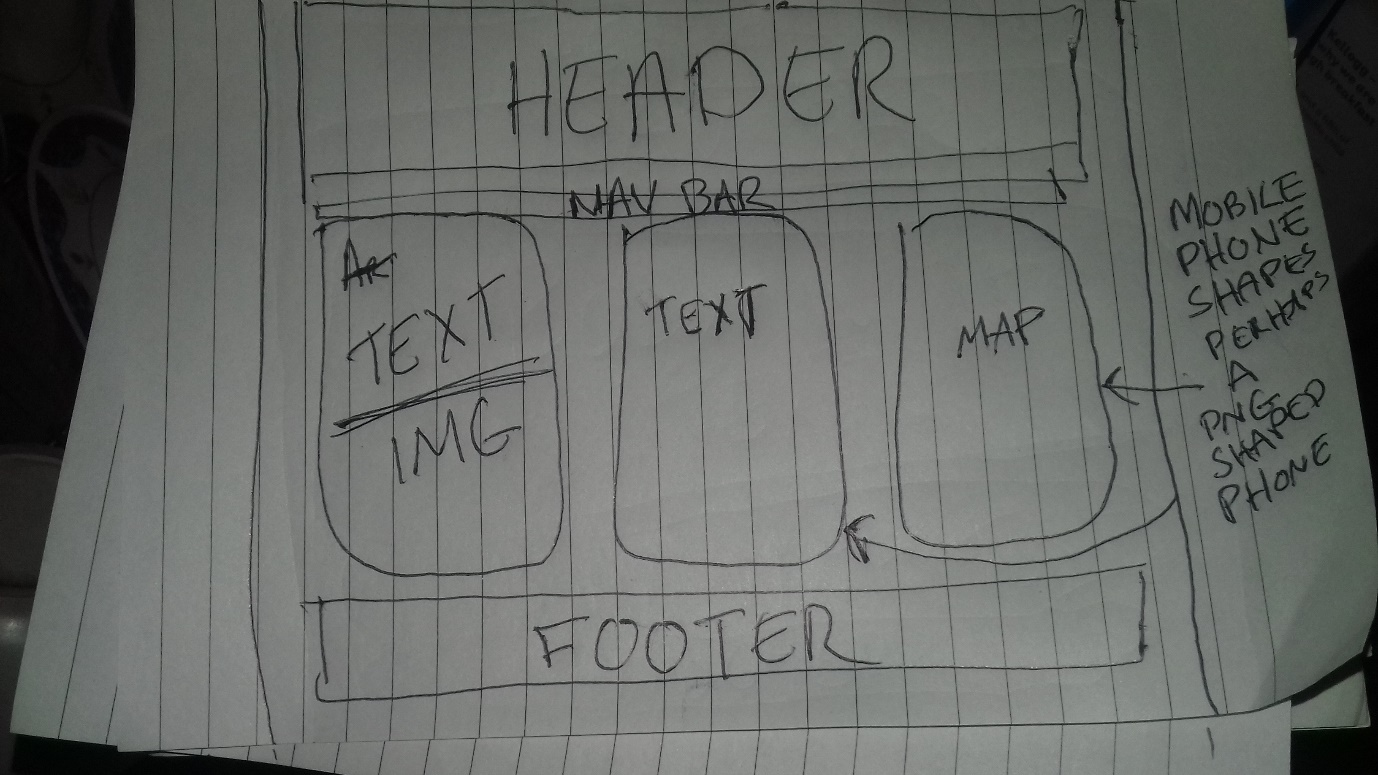 HEADER
NAV BAR
TEXT
IMG
TEXT
MAP
MOBILE
PHONE
SHAPES
PERHAPS
A
PNG
SHAPED
PHONE
FOOTER